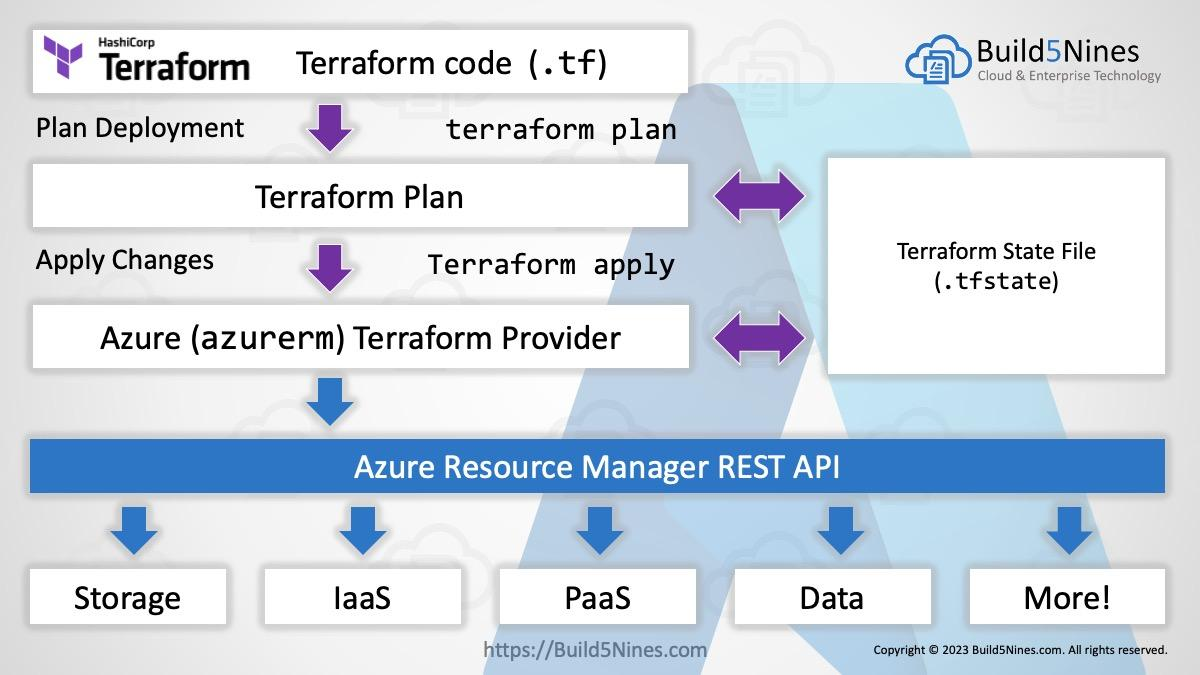 HashiCorp
Terraform
Terraform code (.tf)
Build5Nines
Cloud & Enterprise Technology
Plan Deployment
terraform plan
Terraform Plan
Terraform State File
(.tfstate)
Apply Changes
Terraform apply
Azure (azurerm) Terraform Provider
Azure Resource Manager REST API
Storage
IaaS
PaaS
Data
More!
https://Build5Nines.com
Copyright © 2023 Build5Nines.com. All rights reserved.